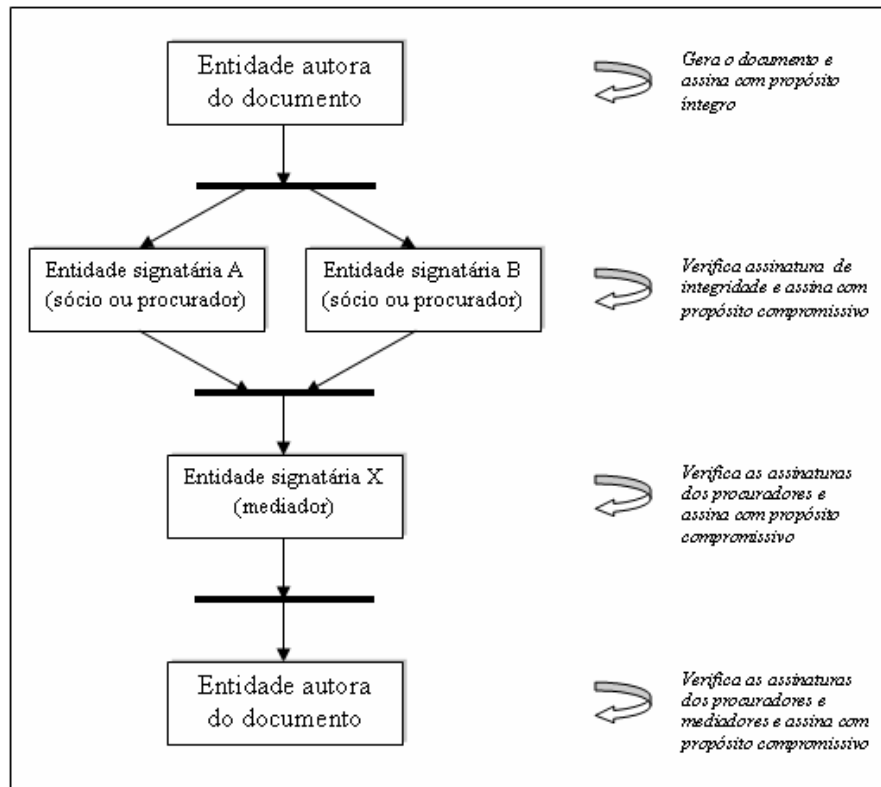 Entidade autora
do documento
Gera o documento e
assina com propósito
íntegro
Entidade signatária A
(sócio ou procurador)
Entidade signatária B
(sócio ou procurador)
Verifica assinatura de
integridade e assina com
propósito compromissivo
Entidade signatária X
(mediador)
Verifica as assinaturas
dos procuradores e
assina com propósito
compromissivo
Entidade autora
do documento
Verifica as assinaturas
dos procuradores e
mediadores e assina com
propósito compromissivo